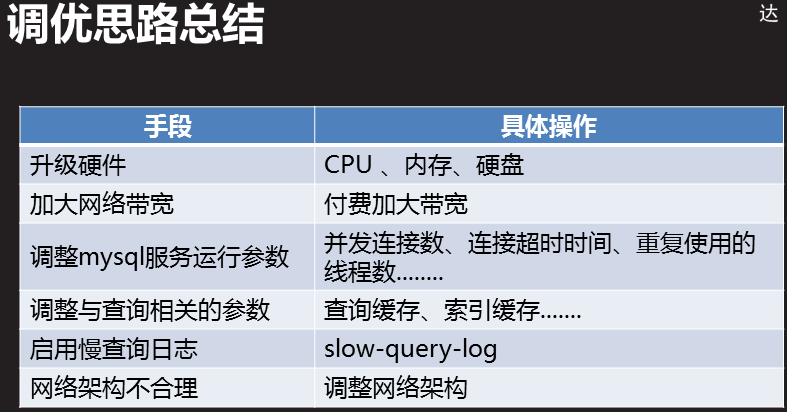 调优思路总结
达
手段 具体操作
升级硬件 CPU 、内存、硬盘
加大网络带宽 付费加大带宽
调整mysql服务运行参数 并发连接数、连接超时时间、重复使用的
线程数........
调整与查询相关的参数 查询缓存、索引缓存.......
启用慢查询日志 slow-query-log
网络架构不合理 调整网络架构